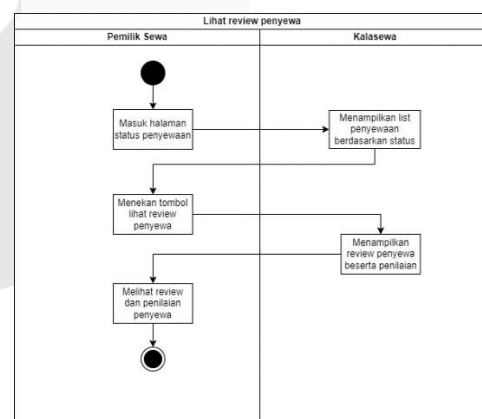 Lihat review penyewa
Pemilik Sewa
Kalasewa
Masuk halaman
status penyewaan
Menampilkan list
penyewaan
berdasarkan status
Menekan tombol
lihat review
penyewa
Menampilkan
review penyewa
beserta penilaian
Melihat review
dan penilaian
penyewa